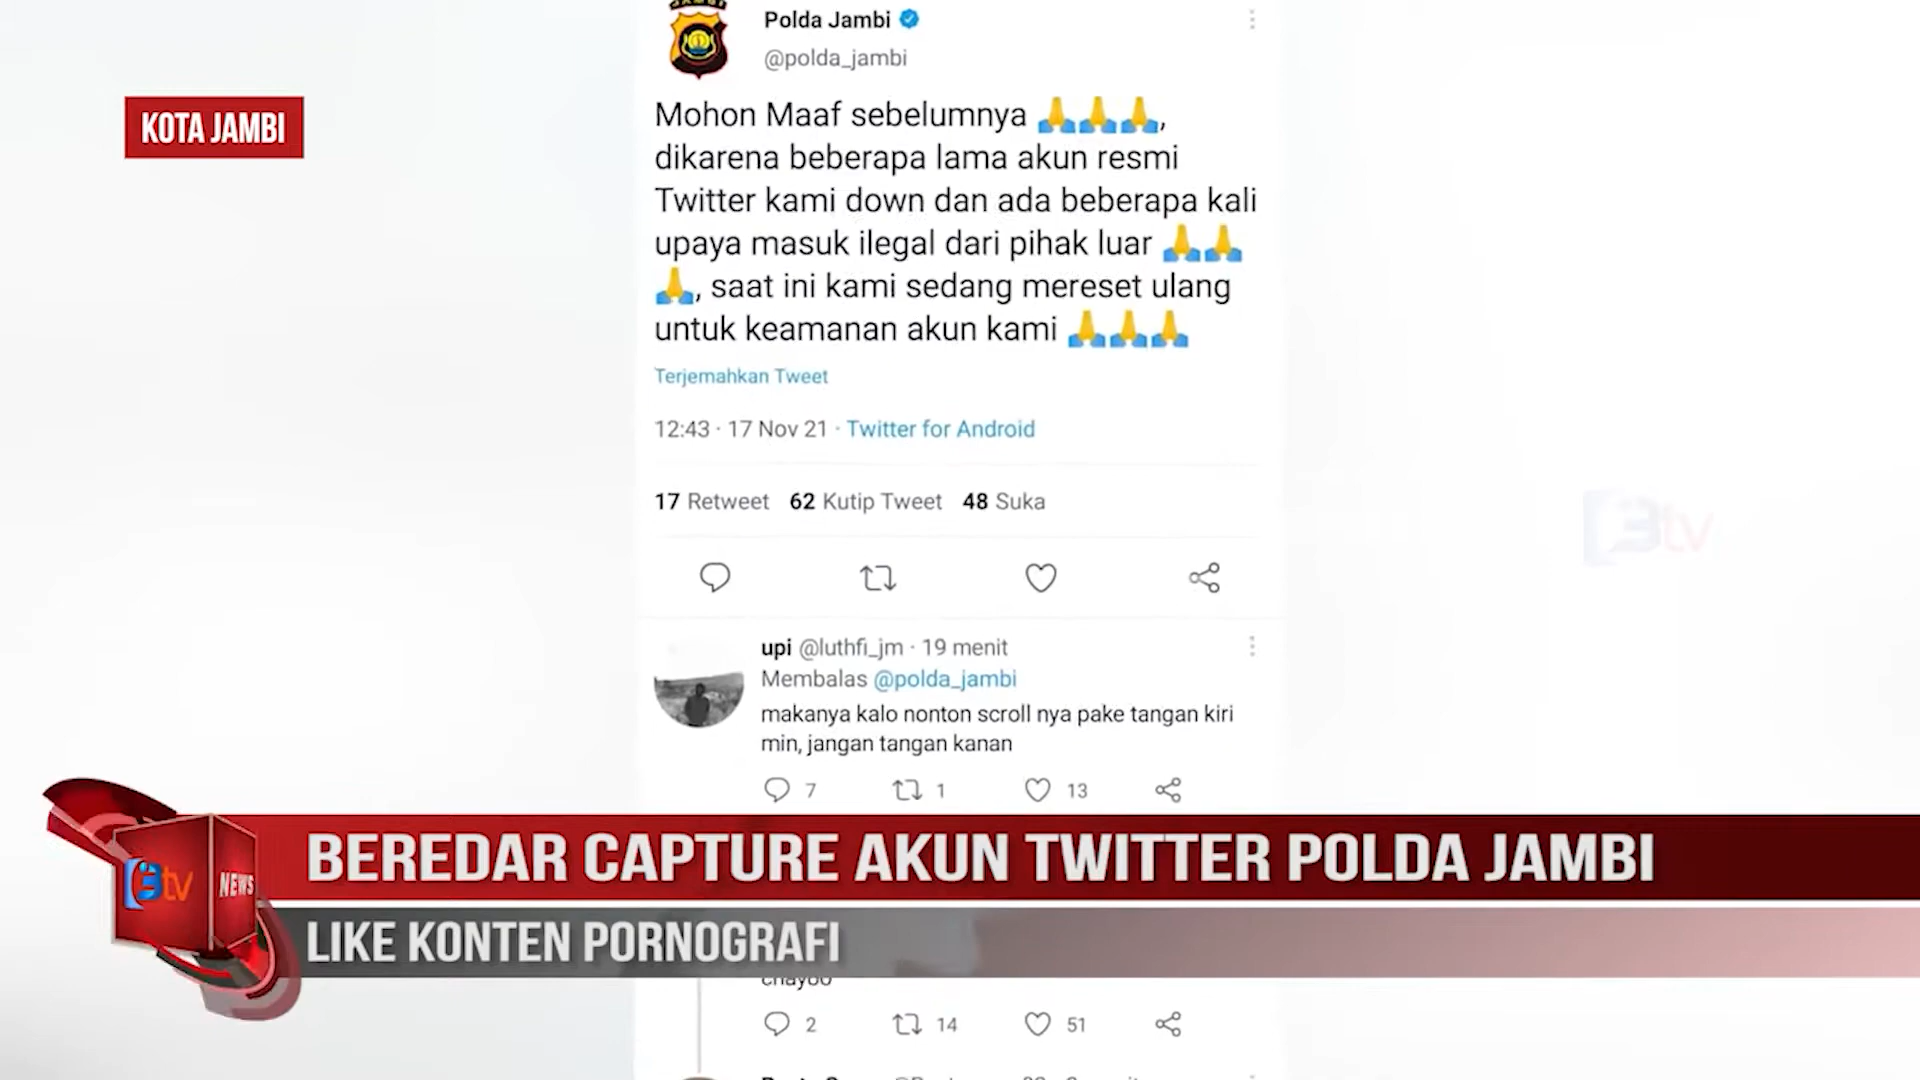 Polda Jambi
@polda_jambi
KOTA JAMBI
Mohon Maaf sebelumnya 🙏🙏🙏,
dikarena beberapa lama akun resmi
Twitter kami down dan ada beberapa kali
upaya masuk ilegal dari pihak luar 🙏🙏
🙏, saat ini kami sedang mereset ulang
untuk keamanan akun kami 🙏🙏🙏
Terjemahkan Tweet
12:43 · 17 Nov 21 · Twitter for Android
17 Retweet 62 Kutip Tweet 48 Suka
3tv
upi @luthfi_jm · 19 menit
Membalas @polda_jambi
makanya kalo nonton scroll nya pake tangan kiri
min, jangan tangan kanan
7 1 13
BEREDAR CAPTURE AKUN TWITTER POLDA JAMBI
3tv NEWS
LIKE KONTEN PORNOGRAFI
2 14 51